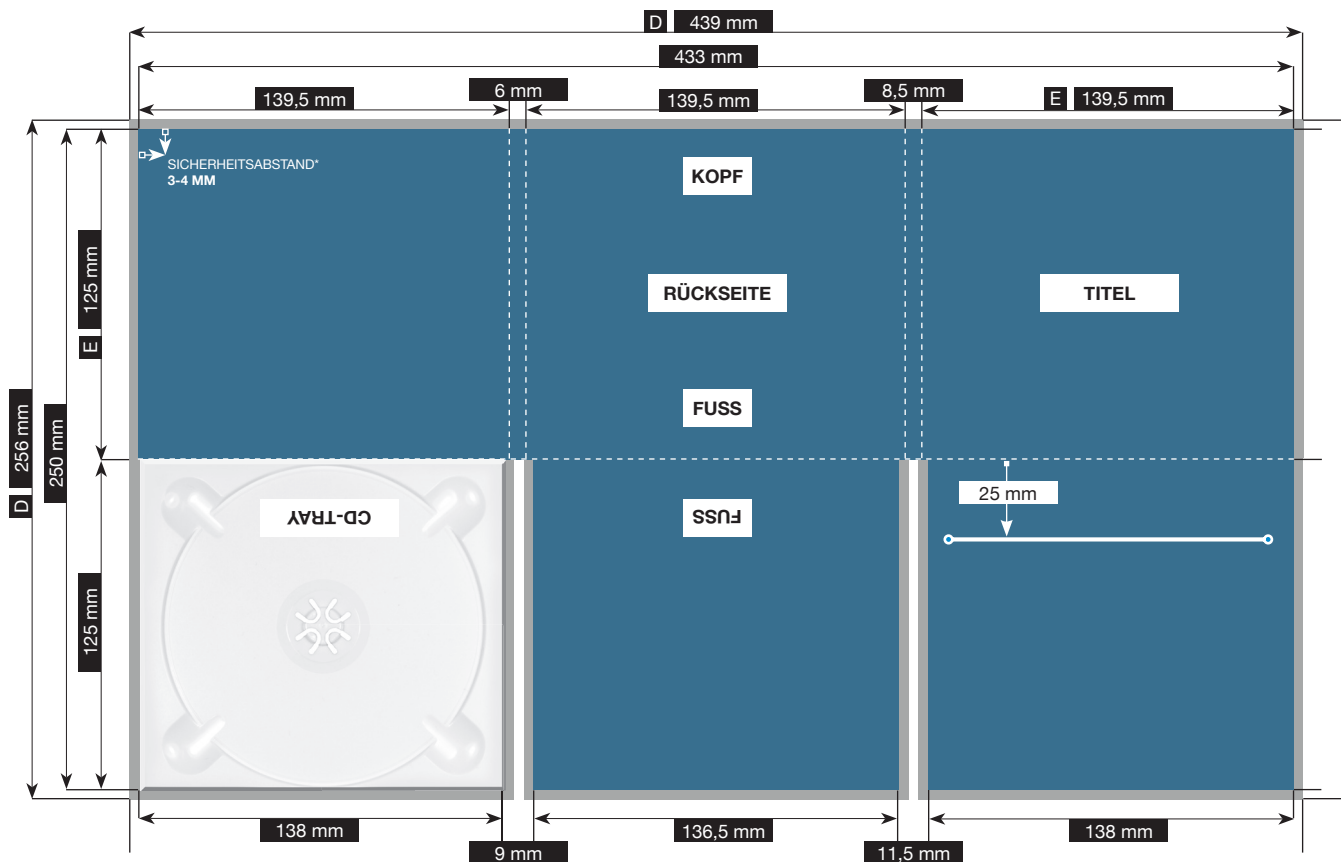 D 439 mm
433 mm
139,5 mm
6 mm
139,5 mm
8,5 mm
E 139,5 mm
SICHERHEITSABSTAND*
3-4 MM
KOPF
RÜCKSEITE
TITEL
FUSS
E 125 mm
D 256 mm
250 mm
125 mm
CD-TRAY
FUSS
25 mm
138 mm
9 mm
136,5 mm
11,5 mm
138 mm